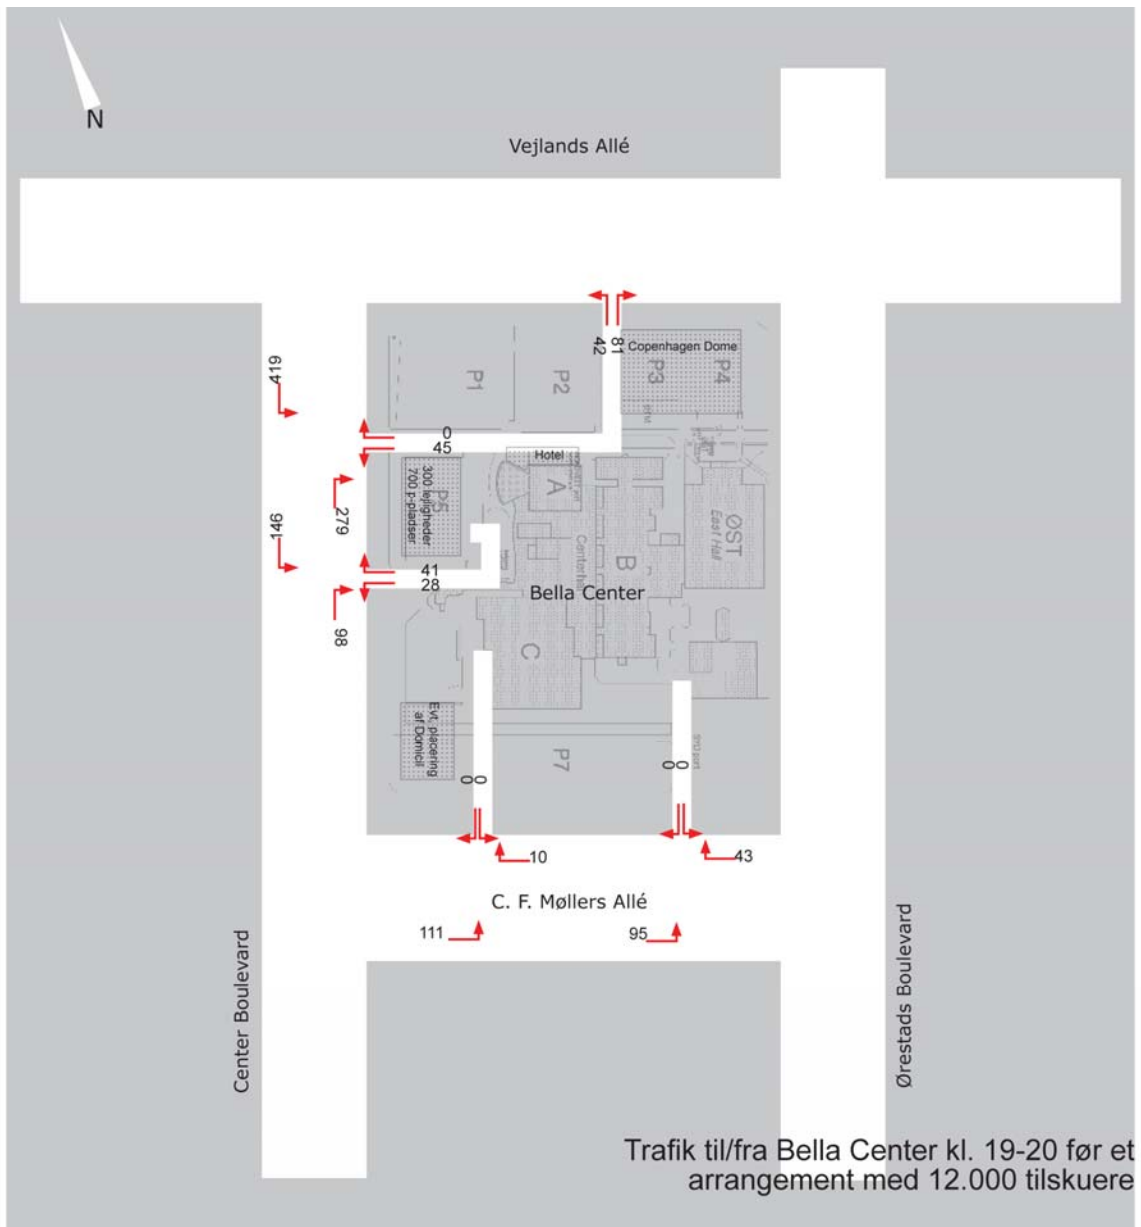 N
Vejlands Allé
42
81
Copenhagen Dome
P1
P2
P3
P4
419
0
45
Hotel
A
300 lejligheder
700 p-pladser
P5
279
146
ØST
East Hall
Centerhall
B
41
28
Bella Center
98
C
Evt. placering
af Domicil
P7
0
0
0
0
10
43
C. F. Møllers Allé
111
95
Center Boulevard
Ørestads Boulevard
Trafik til/fra Bella Center kl. 19-20 før et
arrangement med 12.000 tilskuere